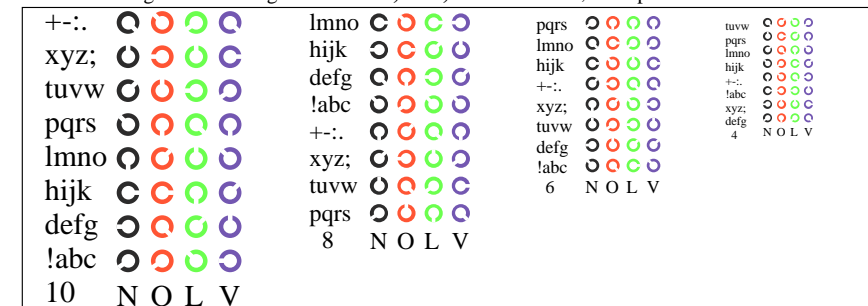 +-:.
xyz;
tuvw
pqrs
lmno
hijk
defg
!abc
10 N O L V
lmno
hijk
defg
!abc
+-:.
xyz;
tuvw
pqrs
8 N O L V
pqrs
lmno
hijk
+-:.
xyz;
tuvw
defg
!abc
6 N O L V
tuvw
pqrs
lmno
hijk
+-:.
!abc
xyz;
defg
4 N O L V